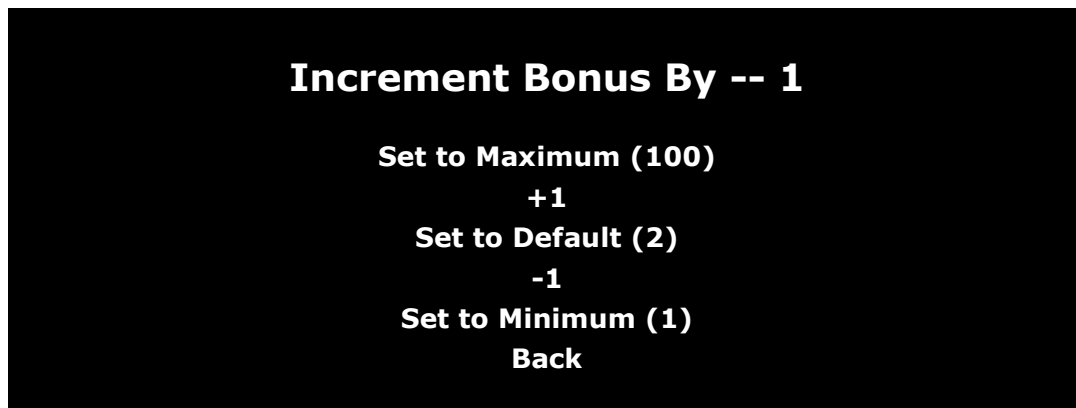 Increment Bonus By -- 1
Set to Maximum (100)
+1
Set to Default (2)
-1
Set to Minimum (1)
Back